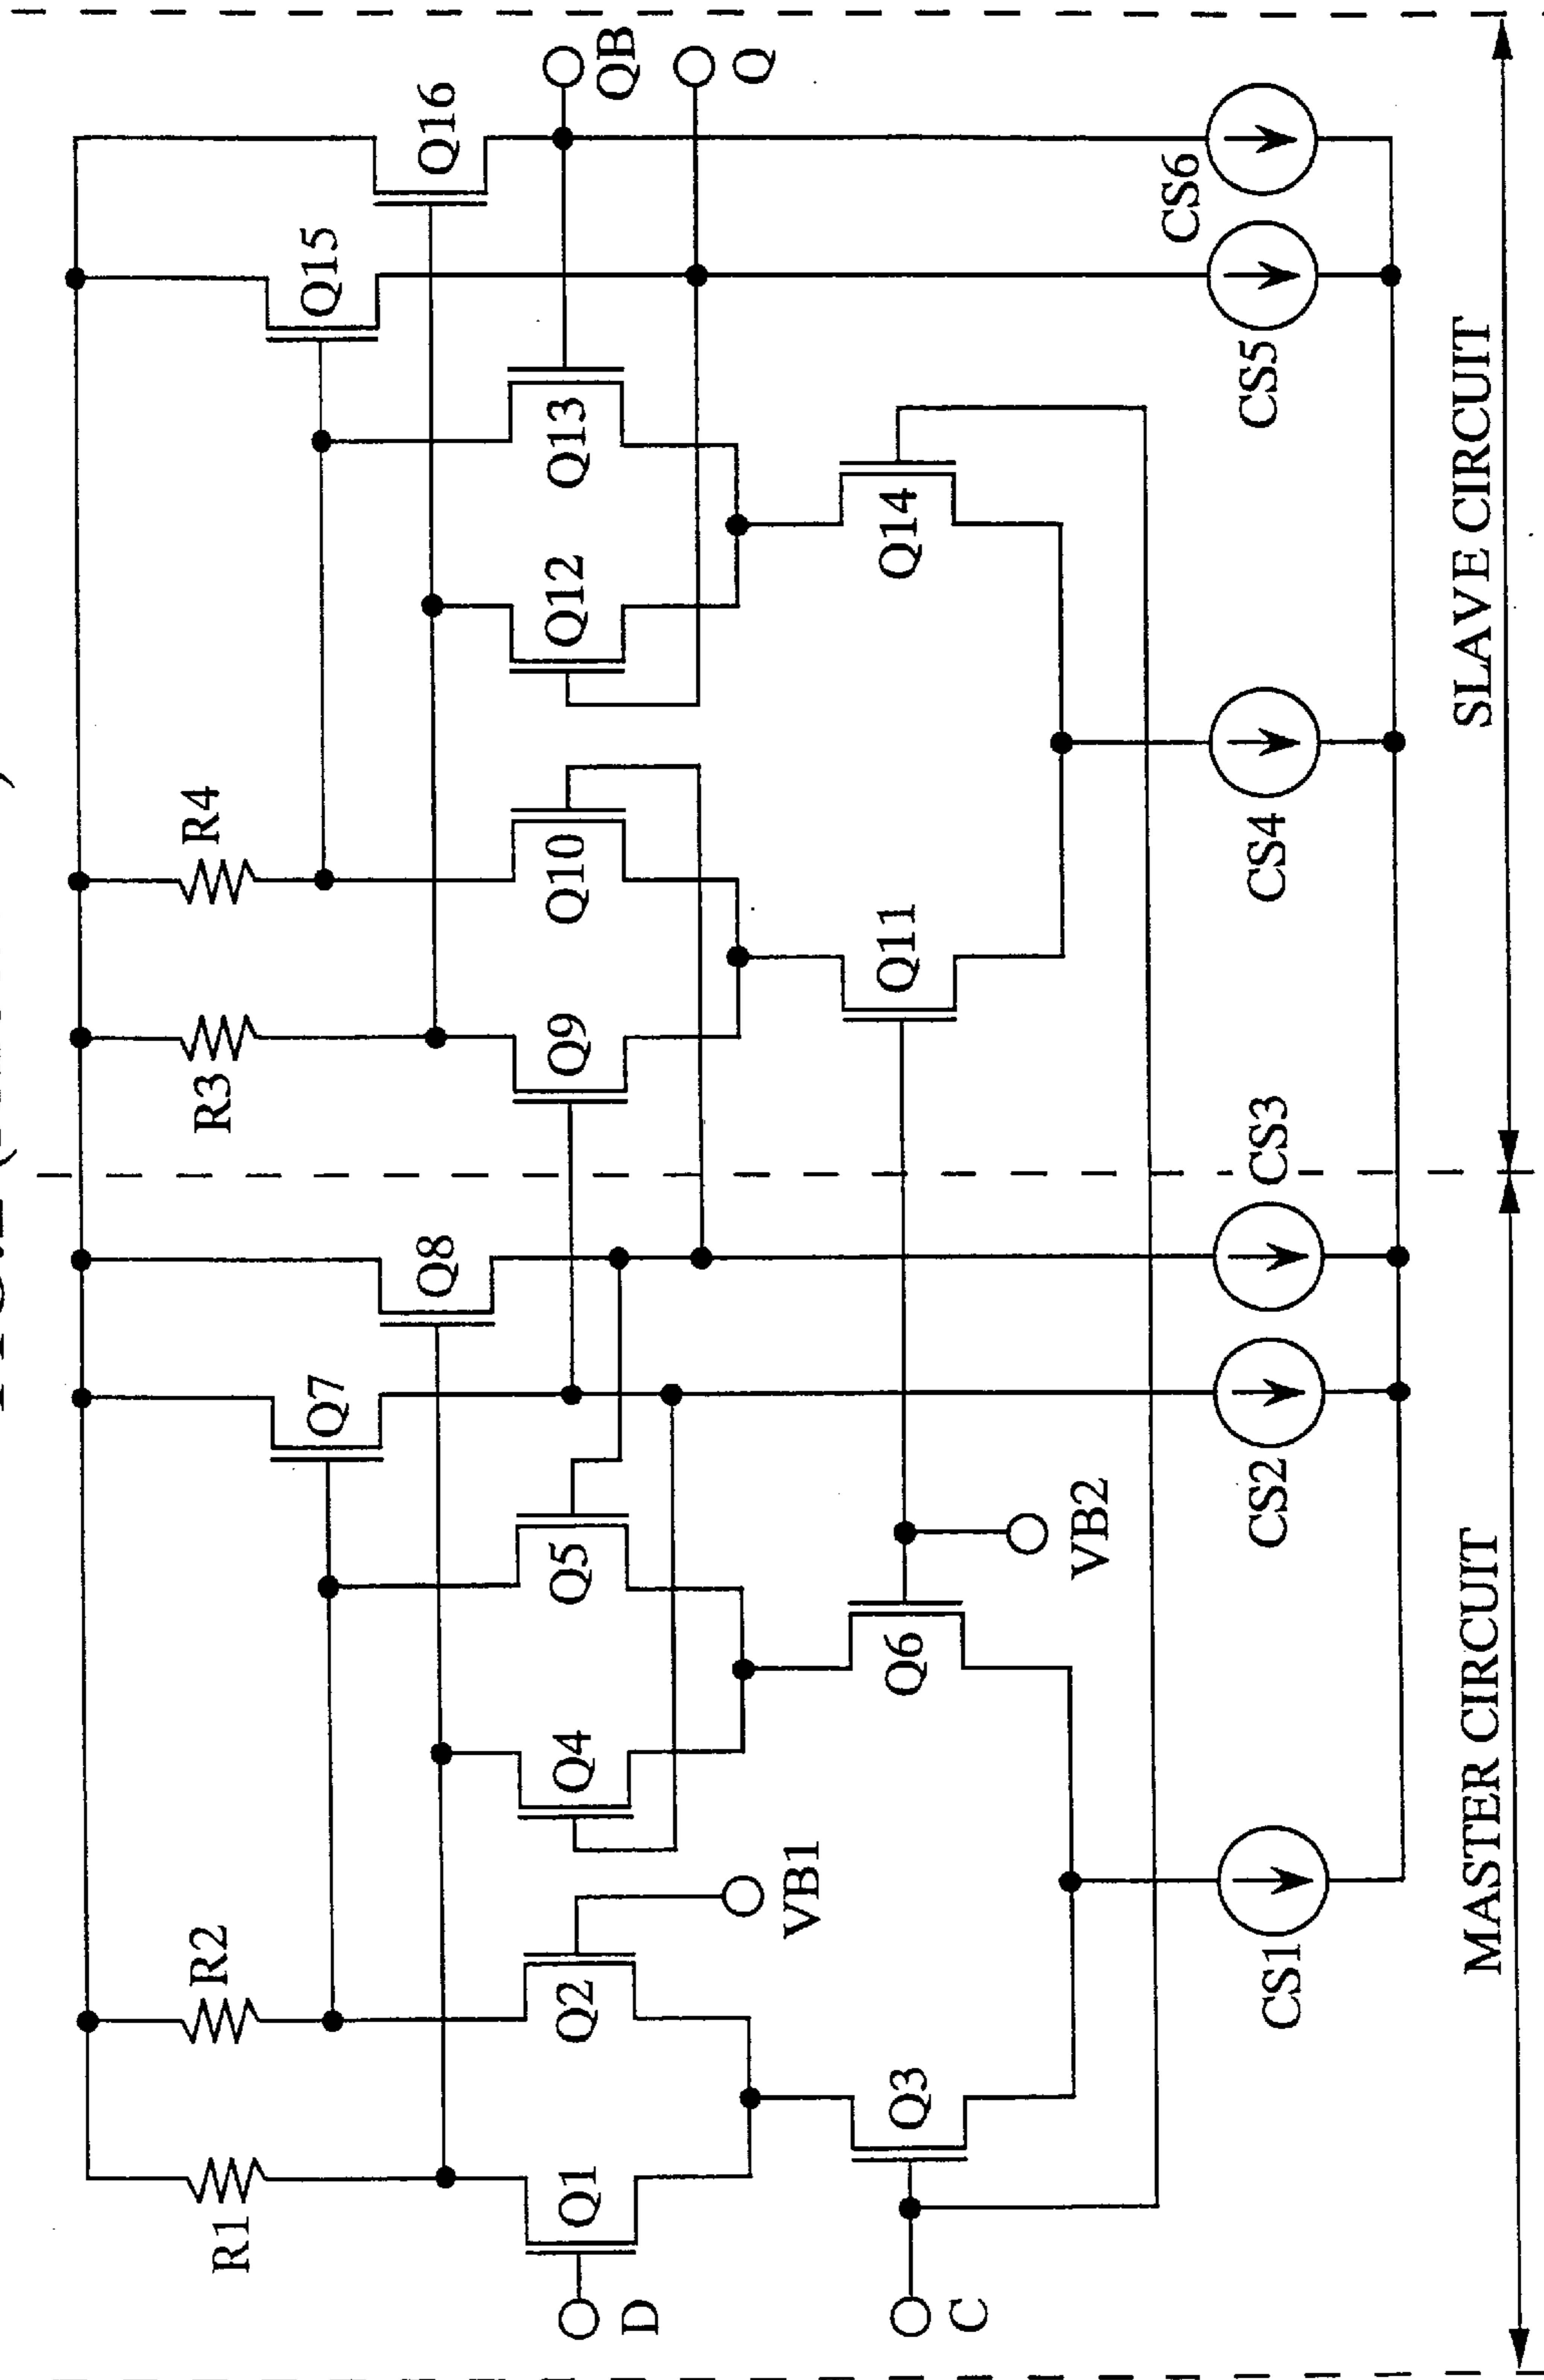 R1
R2
R3
R4
Q7
Q15
Q8
Q16
D
Q1
Q2
Q4
Q5
Q9
Q10
Q12
Q13
QB
Q
VB1
C
Q3
Q6
Q11
Q14
VB2
CS1
CS2
CS3
CS4
CS5
CS6
MASTER CIRCUIT
SLAVE CIRCUIT